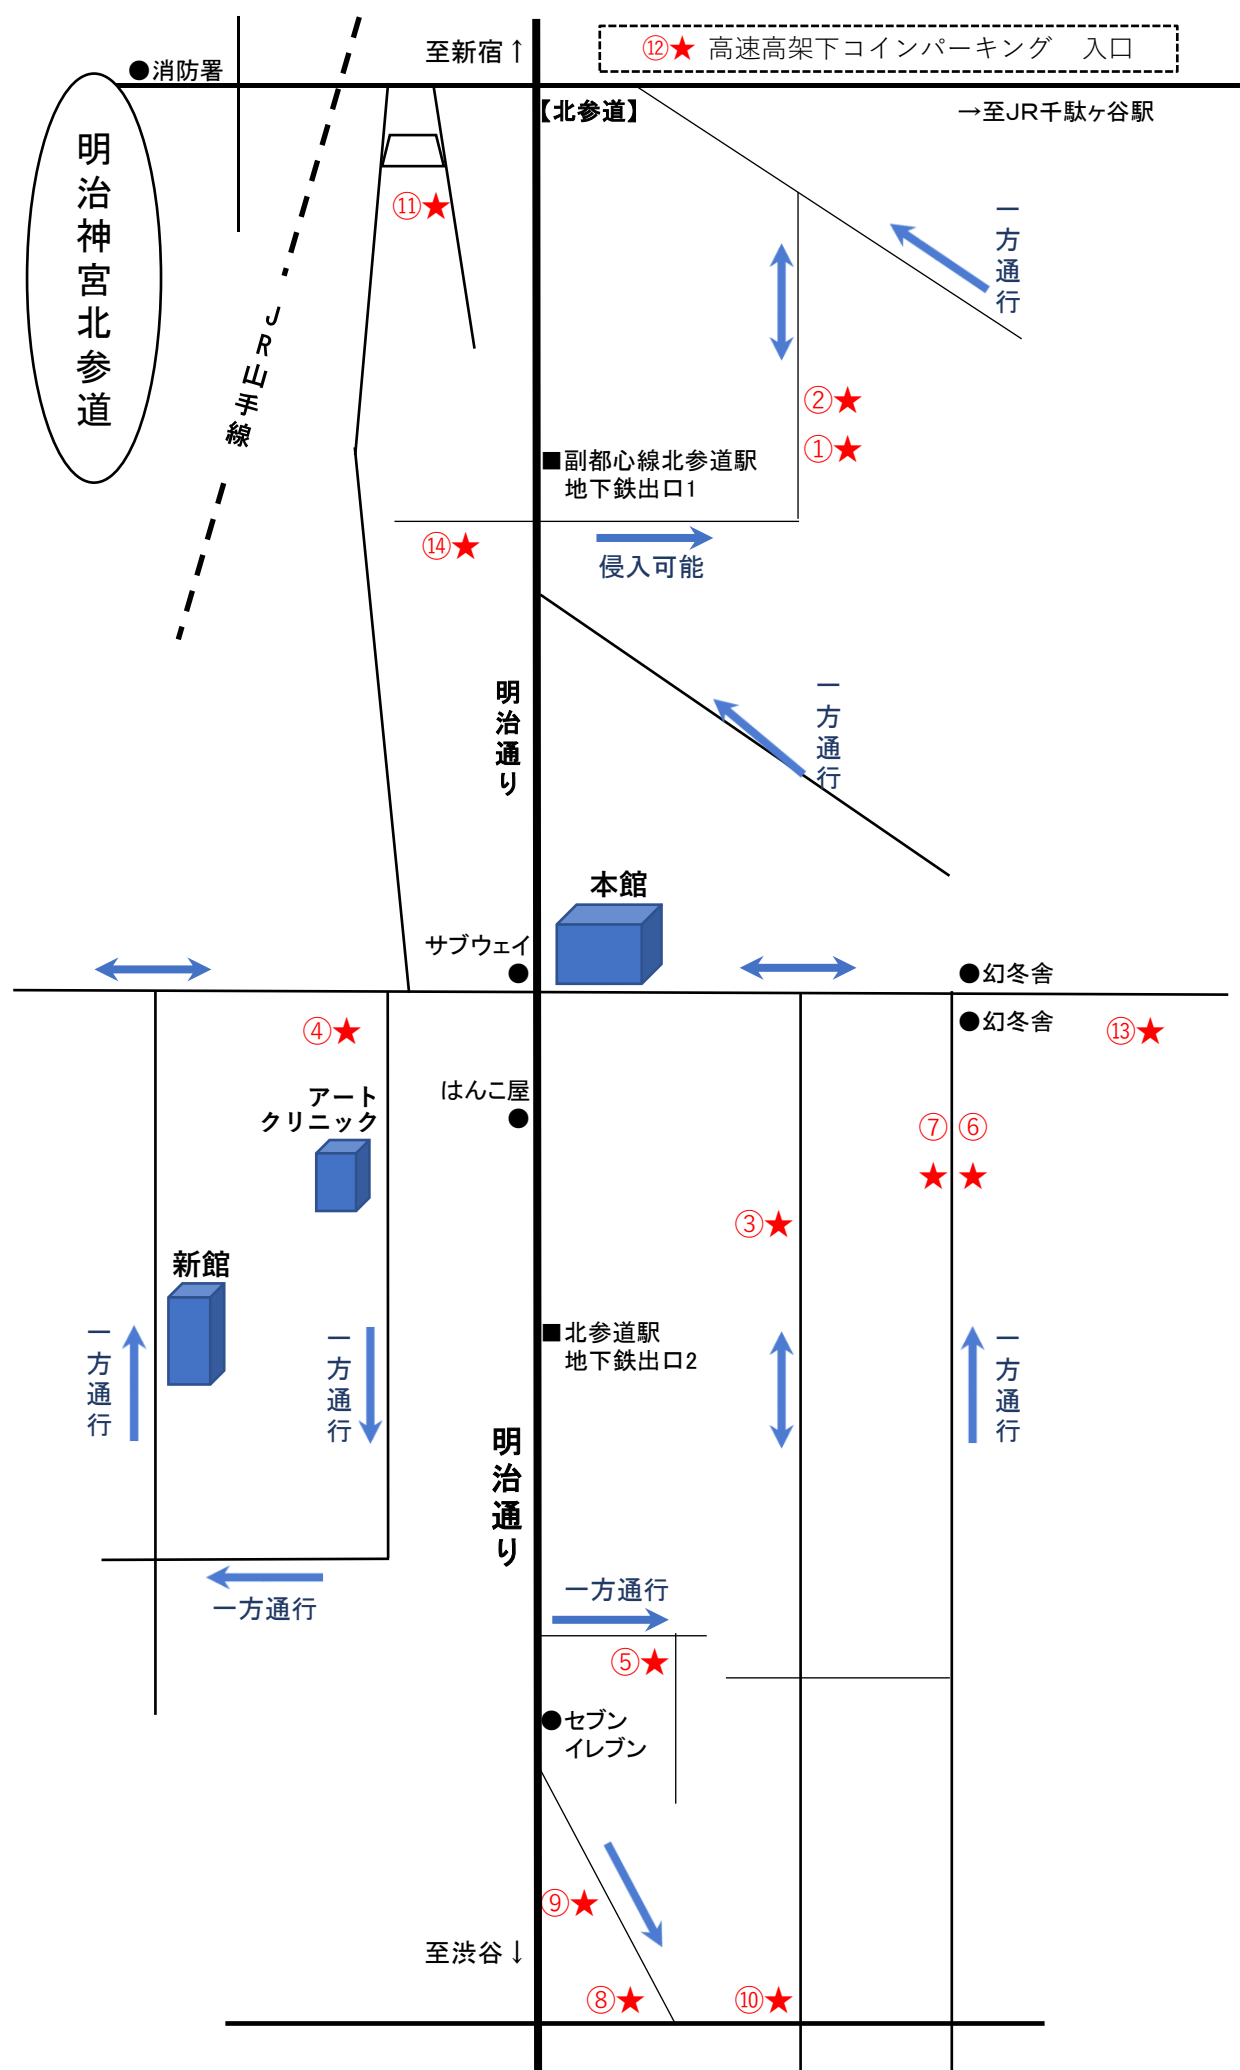 至新宿↑
⑫★ 高速高架下コインパーキング　入口
●消防署
【北参道】
→至JR千駄ヶ谷駅
明治神宮北参道
⑪★
一方通行
JR山手線
②★
①★
■副都心線北参道駅
地下鉄出口1
⑭★
侵入可能
明治通り
一方通行
本館
サブウェイ
●幻冬舎
●幻冬舎
④★
⑬★
はんこ屋
アート
クリニック
⑦
⑥
★
★
③★
新館
■北参道駅
地下鉄出口2
一方通行
一方通行
一方通行
明治通り
一方通行
一方通行
⑤★
●セブン
イレブン
⑨★
至渋谷↓
⑧★
⑩★